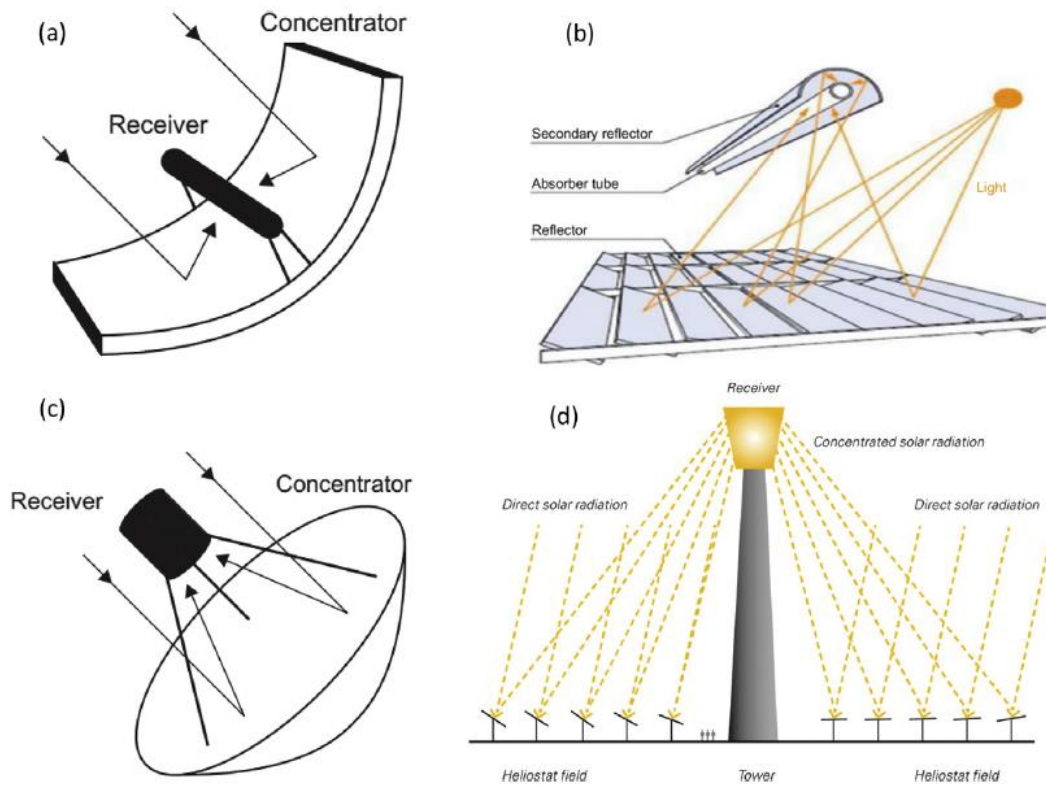 (a)
Concentrator
Receiver
(b)
Secondary reflector
Absorber tube
Reflector
Light
(c)
Receiver
Concentrator
(d)
Receiver
Concentrated solar radiation
Direct solar radiation
Direct solar radiation
Heliostat field
Tower
Heliostat field